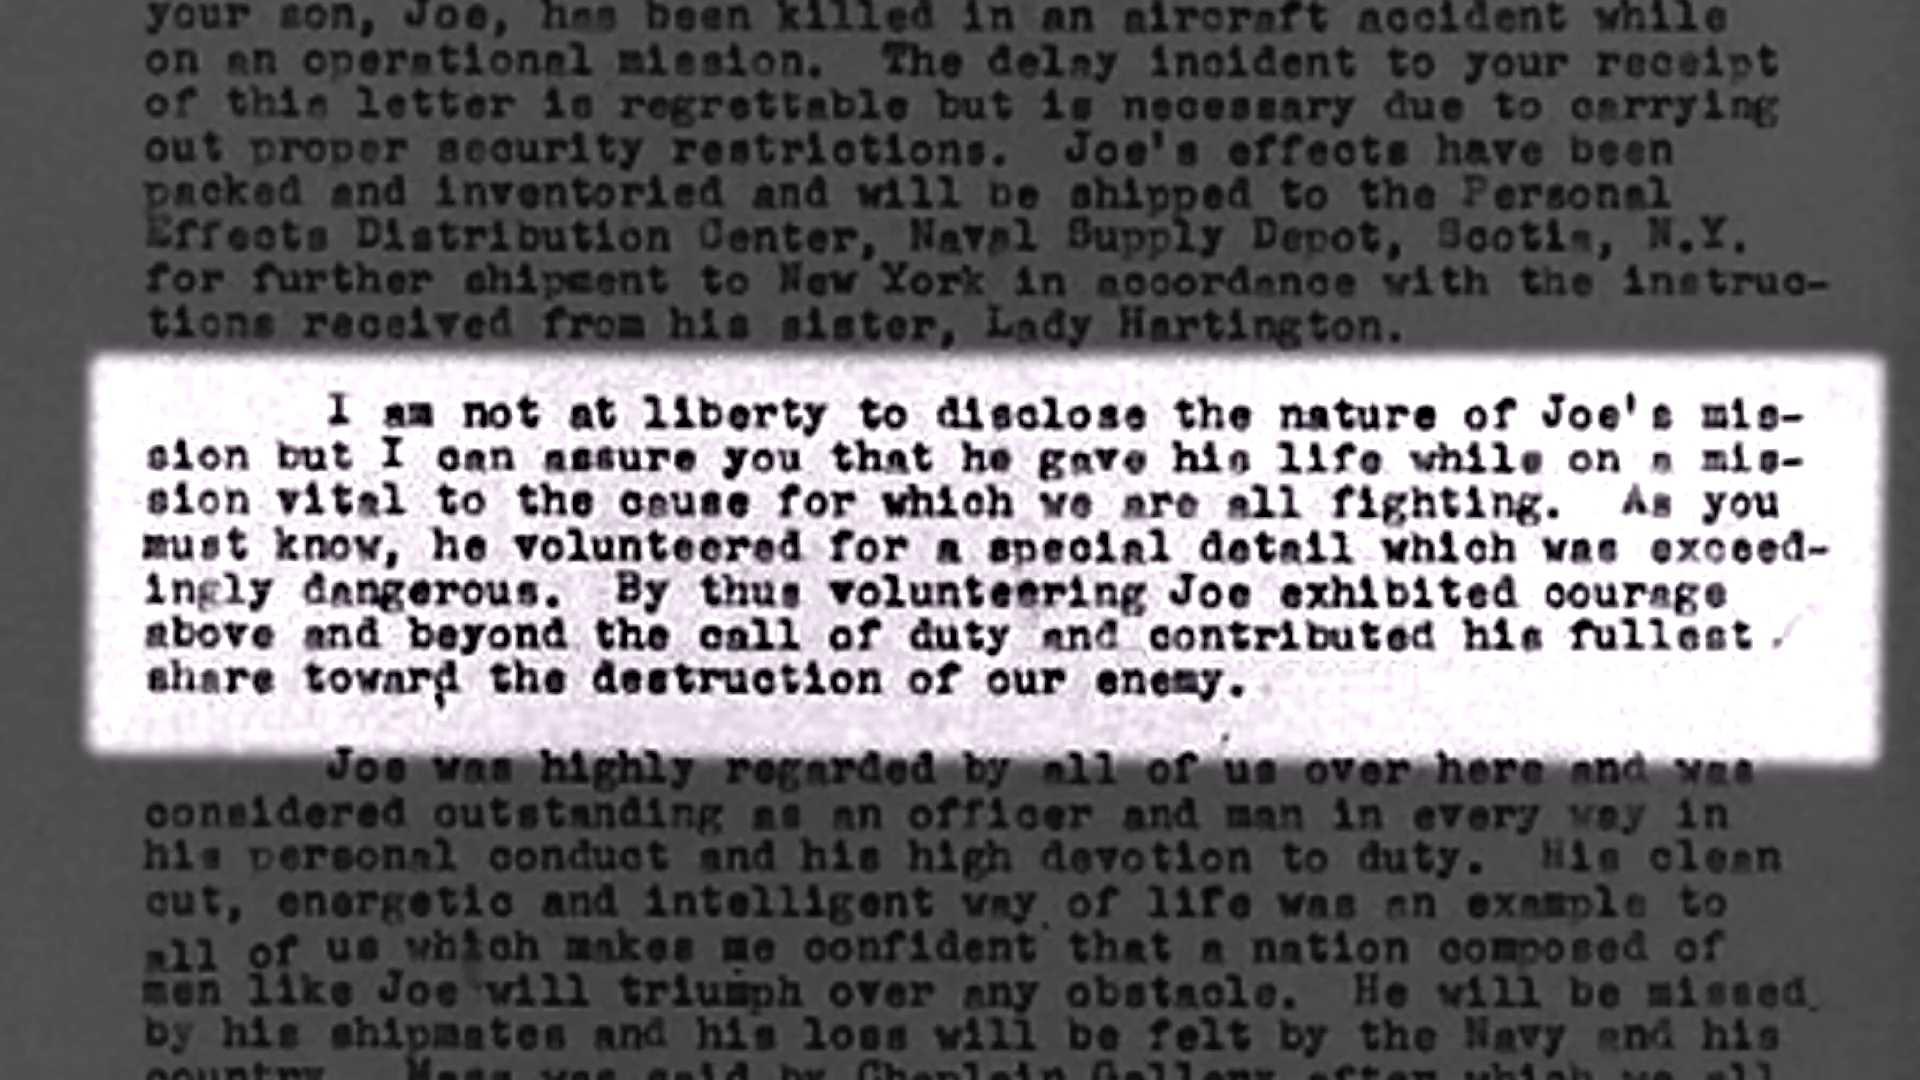 your son, Joe, has been killed in an aircraft accident while
on an operational mission. The delay incident to your receipt
of this letter is regrettable but is necessary due to carrying
out proper security restrictions. Joe's effects have been
packed and inventoried and will be shipped to the Personal
Effects Distribution Center, Naval Supply Depot, Scotia, N.Y.
for further shipment to New York in accordance with the instruc-
tions received from his sister, Lady Hartington.
I am not at liberty to disclose the nature of Joe's mis-
sion but I can assure you that he gave his life while on a mis-
sion vital to the cause for which we are all fighting. As you
must know, he volunteered for a special detail which was exceed-
ingly dangerous. By thus volunteering Joe exhibited courage
above and beyond the call of duty and contributed his fullest
share toward the destruction of our enemy.
Joe was highly regarded by all of us over here and was
considered outstanding as an officer and man in every way in
his personal conduct and his high devotion to duty. His clean
cut, energetic and intelligent way of life was an example to
all of us which makes me confident that a nation composed of
men like Joe will triumph over any obstacle. He will be missed
by his shipmates and his loss will be felt by the Navy and his
country. Mass was said by Chaplain Gallery after which we all